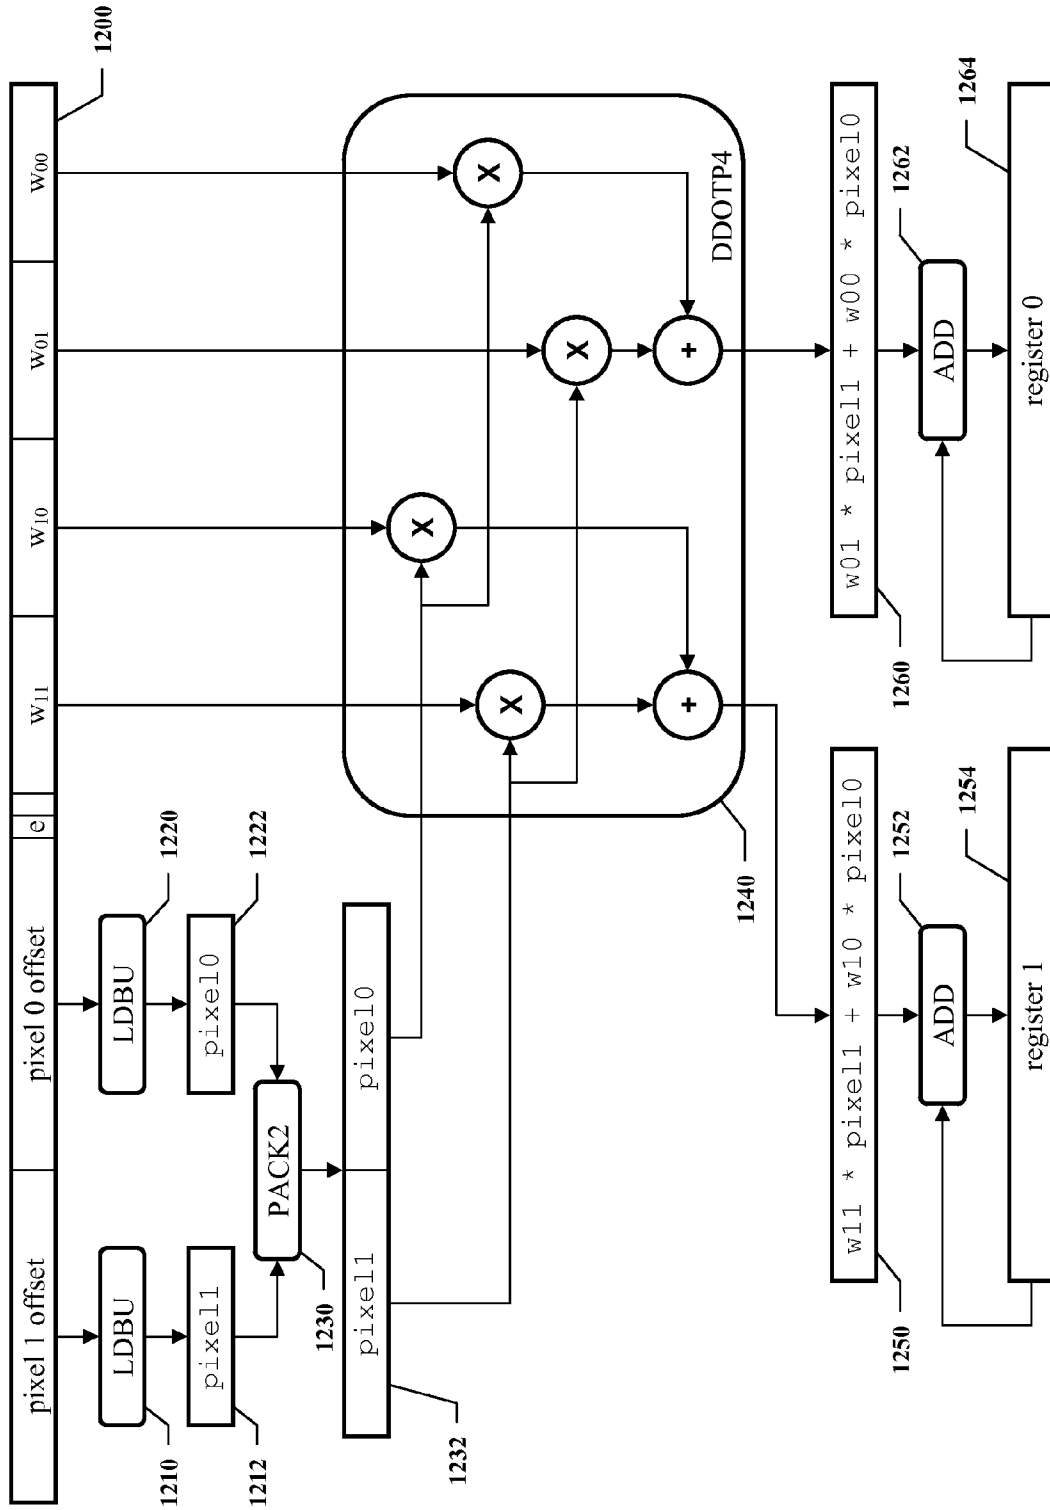 pixel 1 offset
pixel 0 offset
e
w11
w10
w01
w00
1200
LDBU
LDBU
1210
1220
pixel1
pixel0
1212
1222
PACK2
1230
pixel1
pixel0
1232
X
X
X
X
+
+
DDOTP4
1240
w11 * pixel1 + w10 * pixel0
w01 * pixel1 + w00 * pixel0
1250
1260
ADD
ADD
1252
1262
register 1
register 0
1254
1264